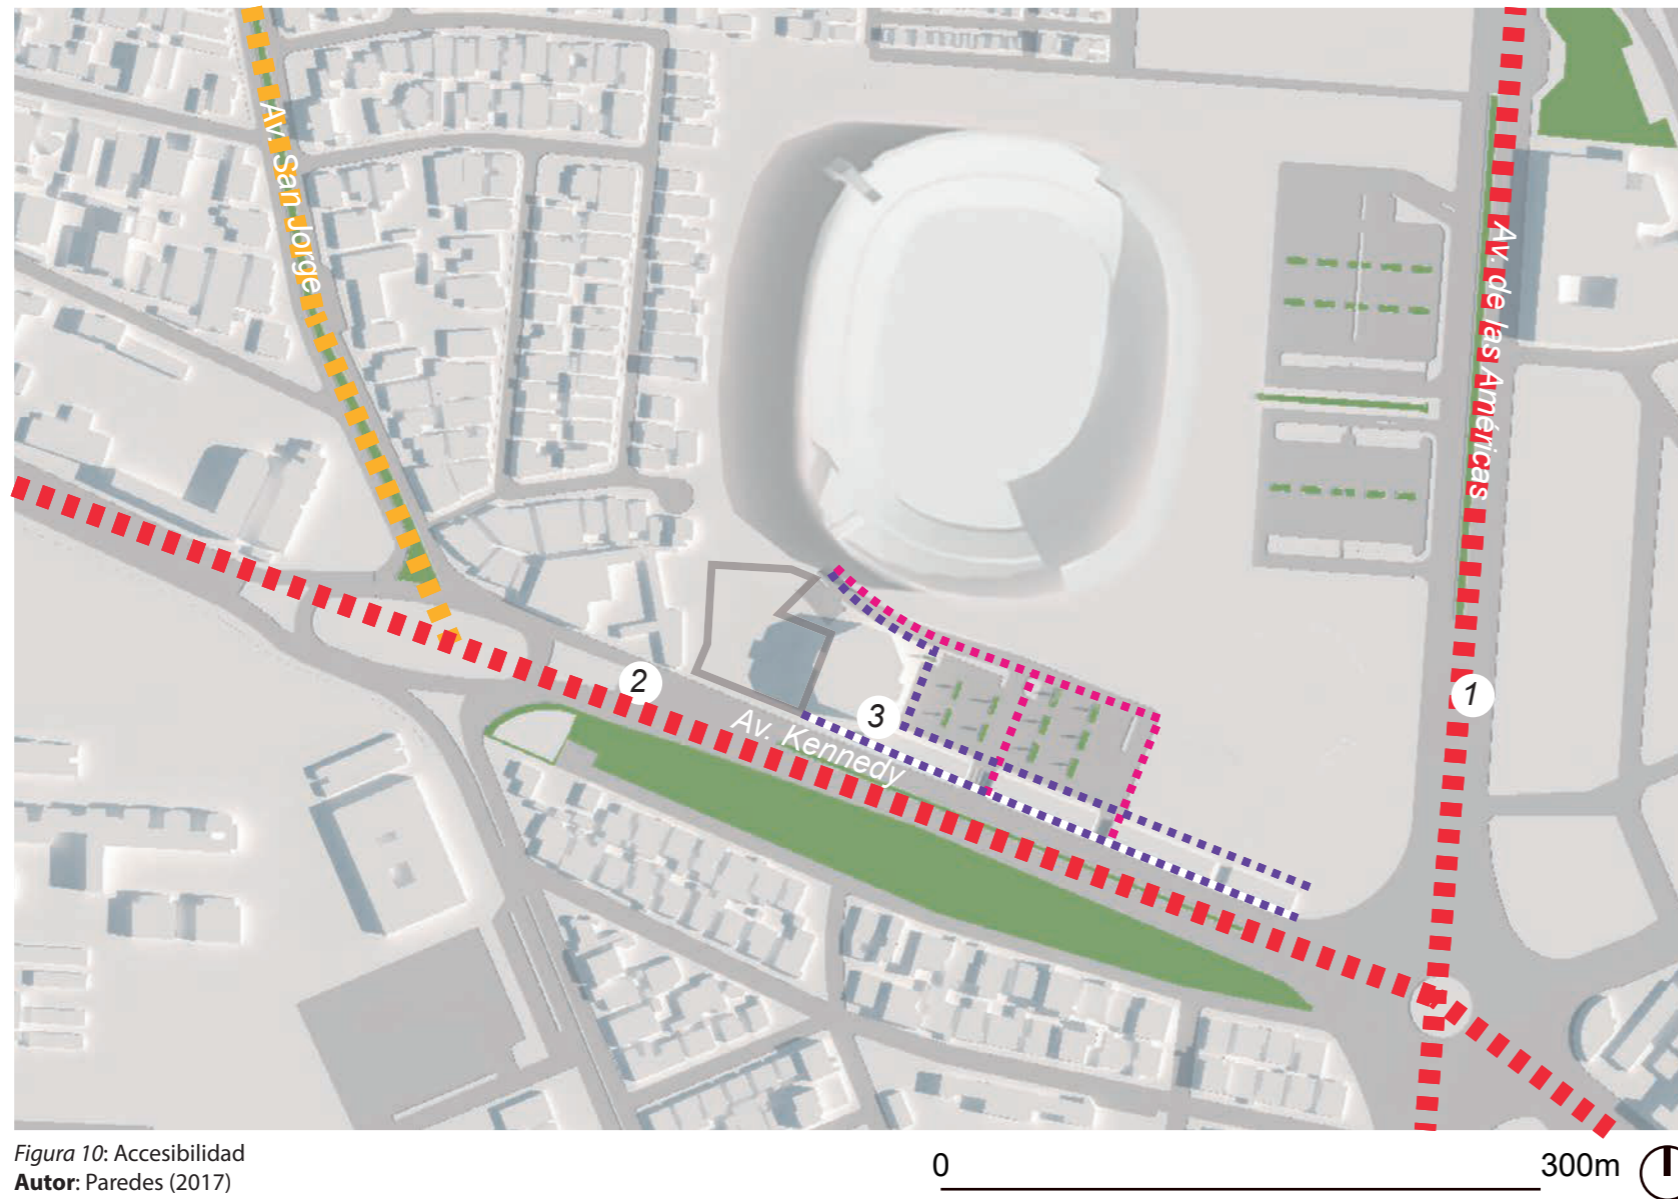 Av. San Jorge
Av. de las Américas
2
1
3
Av. Kennedy
Figura 10: Accesibilidad
Autor: Paredes (2017)
0
300m